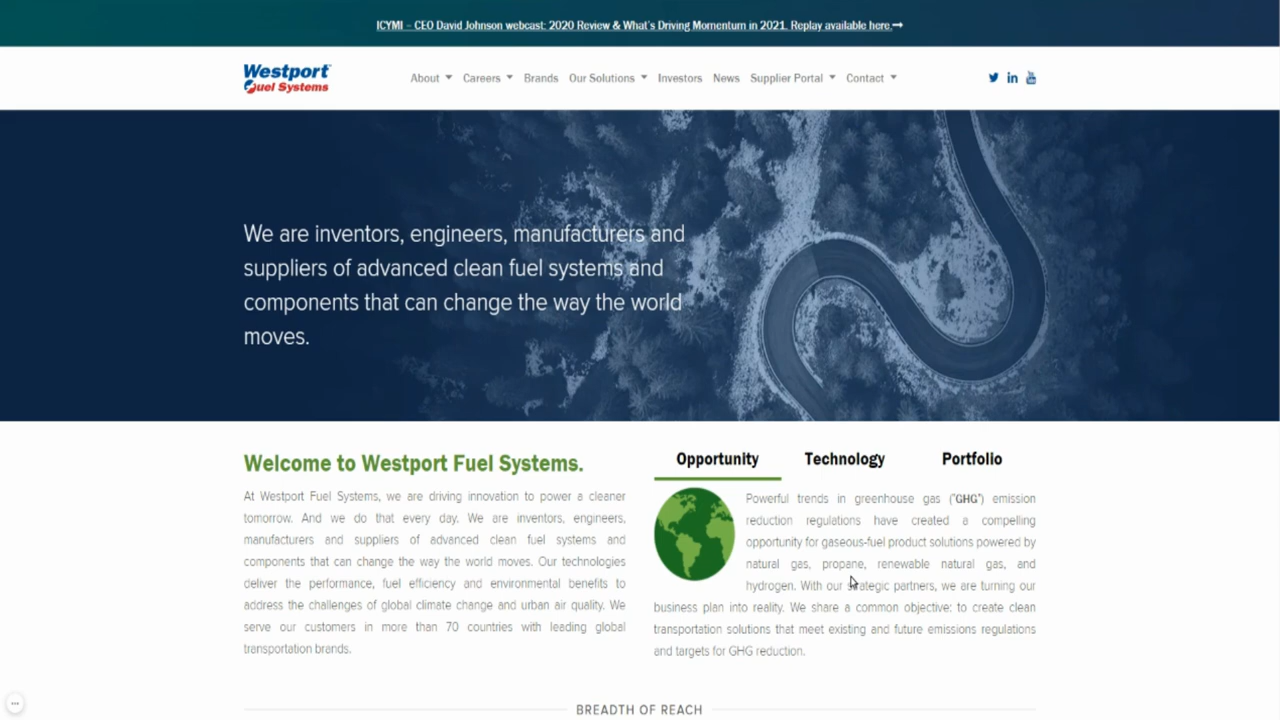 ICYMI – CEO David Johnson webcast: 2020 Review & What's Driving Momentum in 2021. Replay available here.→
Westport
Fuel Systems
About Careers Brands Our Solutions Investors News Supplier Portal Contact
We are inventors, engineers, manufacturers and
suppliers of advanced clean fuel systems and
components that can change the way the world
moves.
Welcome to Westport Fuel Systems.
At Westport Fuel Systems, we are driving innovation to power a cleaner
tomorrow. And we do that every day. We are inventors, engineers,
manufacturers and suppliers of advanced clean fuel systems and
components that can change the way the world moves. Our technologies
deliver the performance, fuel efficiency and environmental benefits to
address the challenges of global climate change and urban air quality. We
serve our customers in more than 70 countries with leading global
transportation brands.
Opportunity Technology Portfolio
Powerful trends in greenhouse gas ("GHG") emission
reduction regulations have created a compelling
opportunity for gaseous-fuel product solutions powered by
natural gas, propane, renewable natural gas, and
hydrogen. With our strategic partners, we are turning our
business plan into reality. We share a common objective: to create clean
transportation solutions that meet existing and future emissions regulations
and targets for GHG reduction.
BREADTH OF REACH